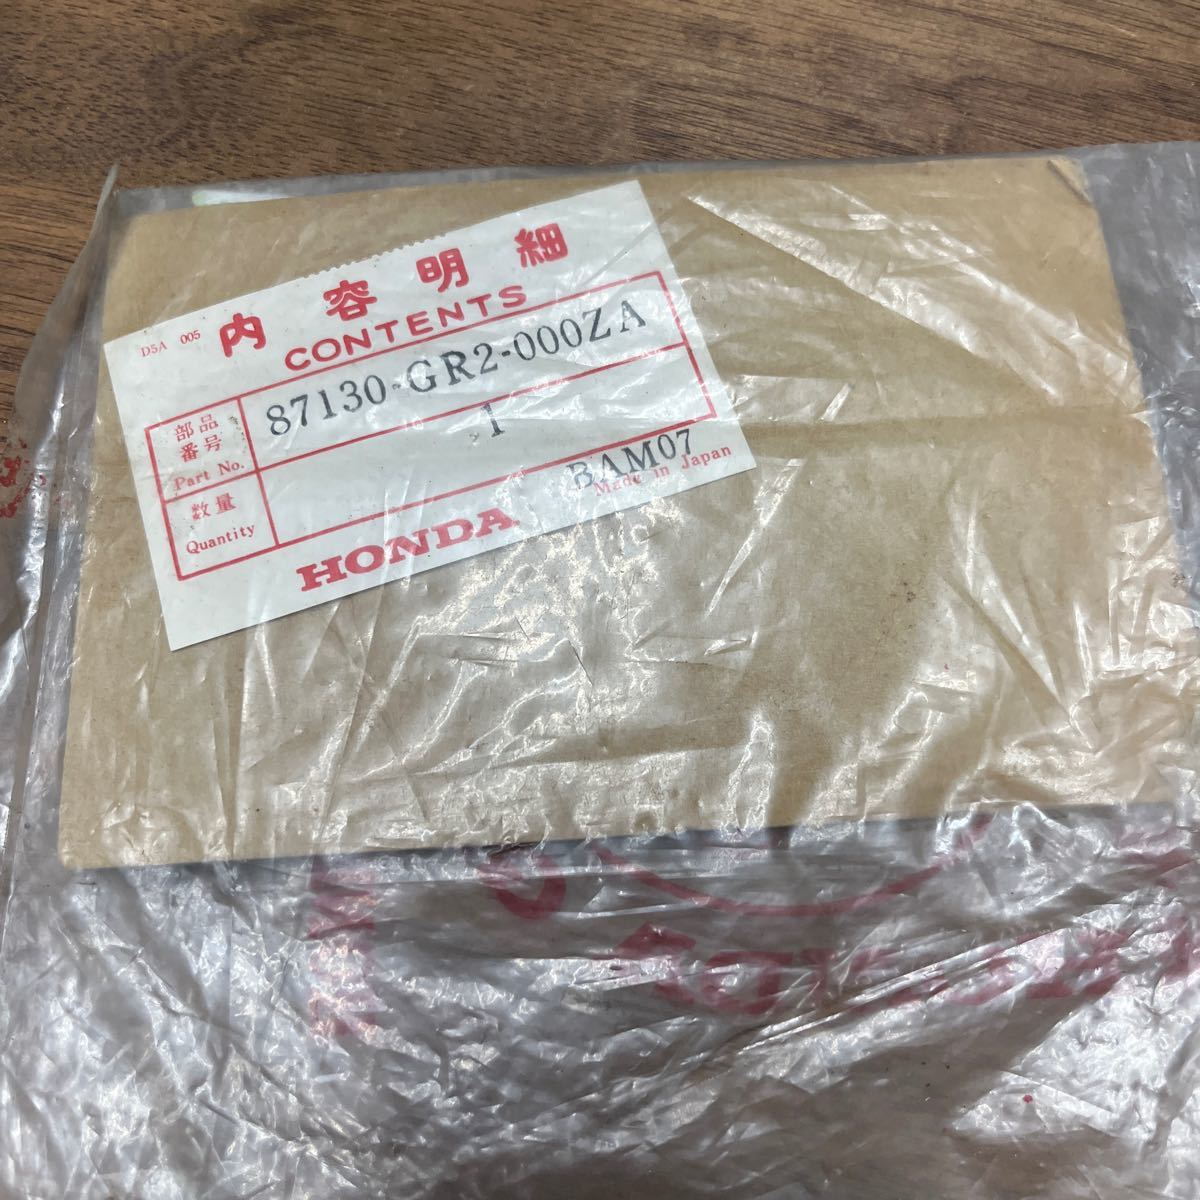 D5A 005
内容明細
CONTENTS
部品番号
Part No.
87130-GR2-000ZA
数量
Quantity
1
BAM07
Made in Japan
HONDA